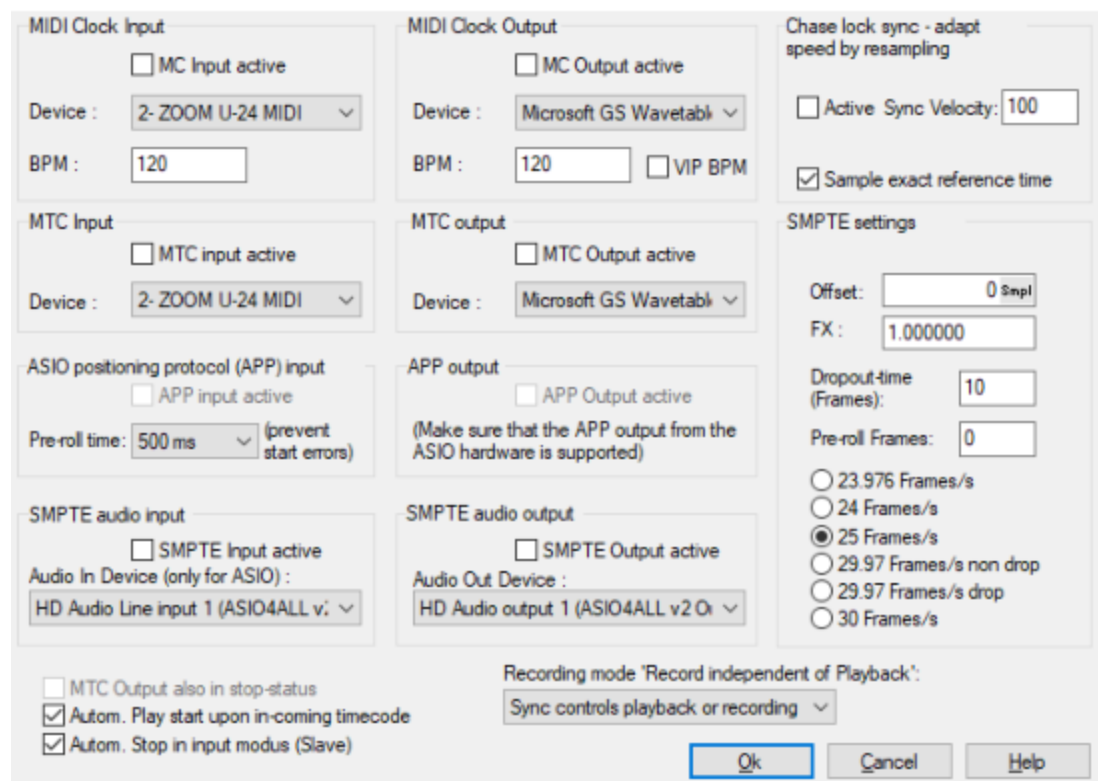 MIDI Clock Input
MC Input active
Device :
2- ZOOM U-24 MIDI
BPM :
120
MIDI Clock Output
MC Output active
Device :
Microsoft GS Wavetabl
BPM :
120
VIP BPM
Chase lock sync - adapt
speed by resampling
Active Sync Velocity:
100
Sample exact reference time
MTC Input
MTC input active
Device :
2- ZOOM U-24 MIDI
MTC output
MTC Output active
Device :
Microsoft GS Wavetabl
SMPTE settings
Offset:
0 Smpl
FX :
1.000000
Dropout-time
(Frames):
10
Pre-roll Frames:
0
23.976 Frames/s
24 Frames/s
25 Frames/s
29.97 Frames/s non drop
29.97 Frames/s drop
30 Frames/s
ASIO positioning protocol (APP) input
APP input active
Pre-roll time:
500 ms
(prevent
start errors)
APP output
APP Output active
(Make sure that the APP output from the
ASIO hardware is supported)
SMPTE audio input
SMPTE Input active
Audio In Device (only for ASIO) :
HD Audio Line input 1 (ASIO4ALL
SMPTE audio output
SMPTE Output active
Audio Out Device :
HD Audio output 1 (ASIO4ALL v2
MTC Output also in stop-status
Autom. Play start upon in-coming timecode
Autom. Stop in input modus (Slave)
Recording mode "Record independent of Playback":
Sync controls playback or recording
Ok
Cancel
Help